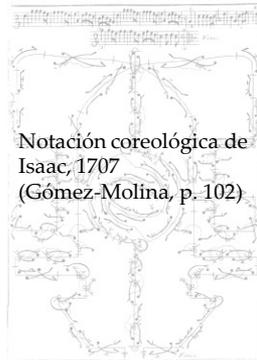 Notación coreológica de
Isaac, 1707
(Gómez-Molina, p. 102)